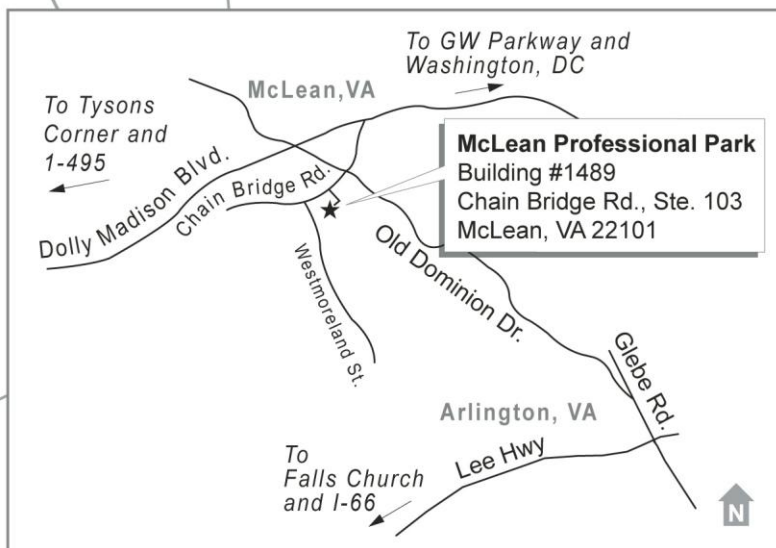 To GW Parkway and
Washington, DC
McLean,VA
To Tysons
Corner and
1-495
McLean Professional Park
Building #1489
Chain Bridge Rd., Ste. 103
McLean, VA 22101
Dolly Madison Blvd.
Chain Bridge Rd.
Old Dominion Dr.
Westmoreland St.
Glebe Rd.
Arlington, VA
Lee Hwy
To
Falls Church
and I-66
N